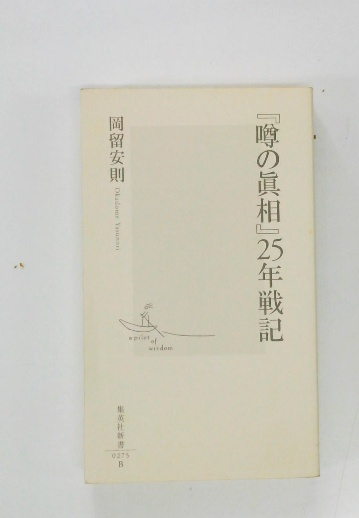 『噂の眞相』25年戦記
岡留安則
Okadome Yasunori
a pilot
of
wisdom
集英社新書
0275
B